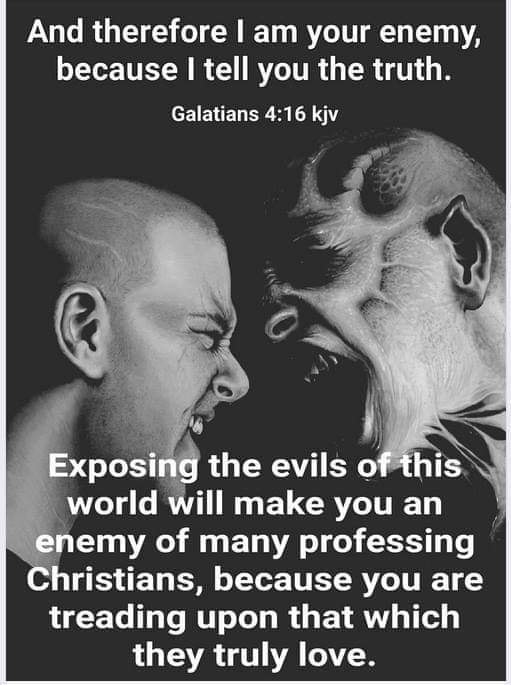 And therefore I am your enemy,
because I tell you the truth.
Galatians 4:16 kjv
Exposing the evils of this
world will make you an
enemy of many professing
Christians, because you are
treading upon that which
they truly love.